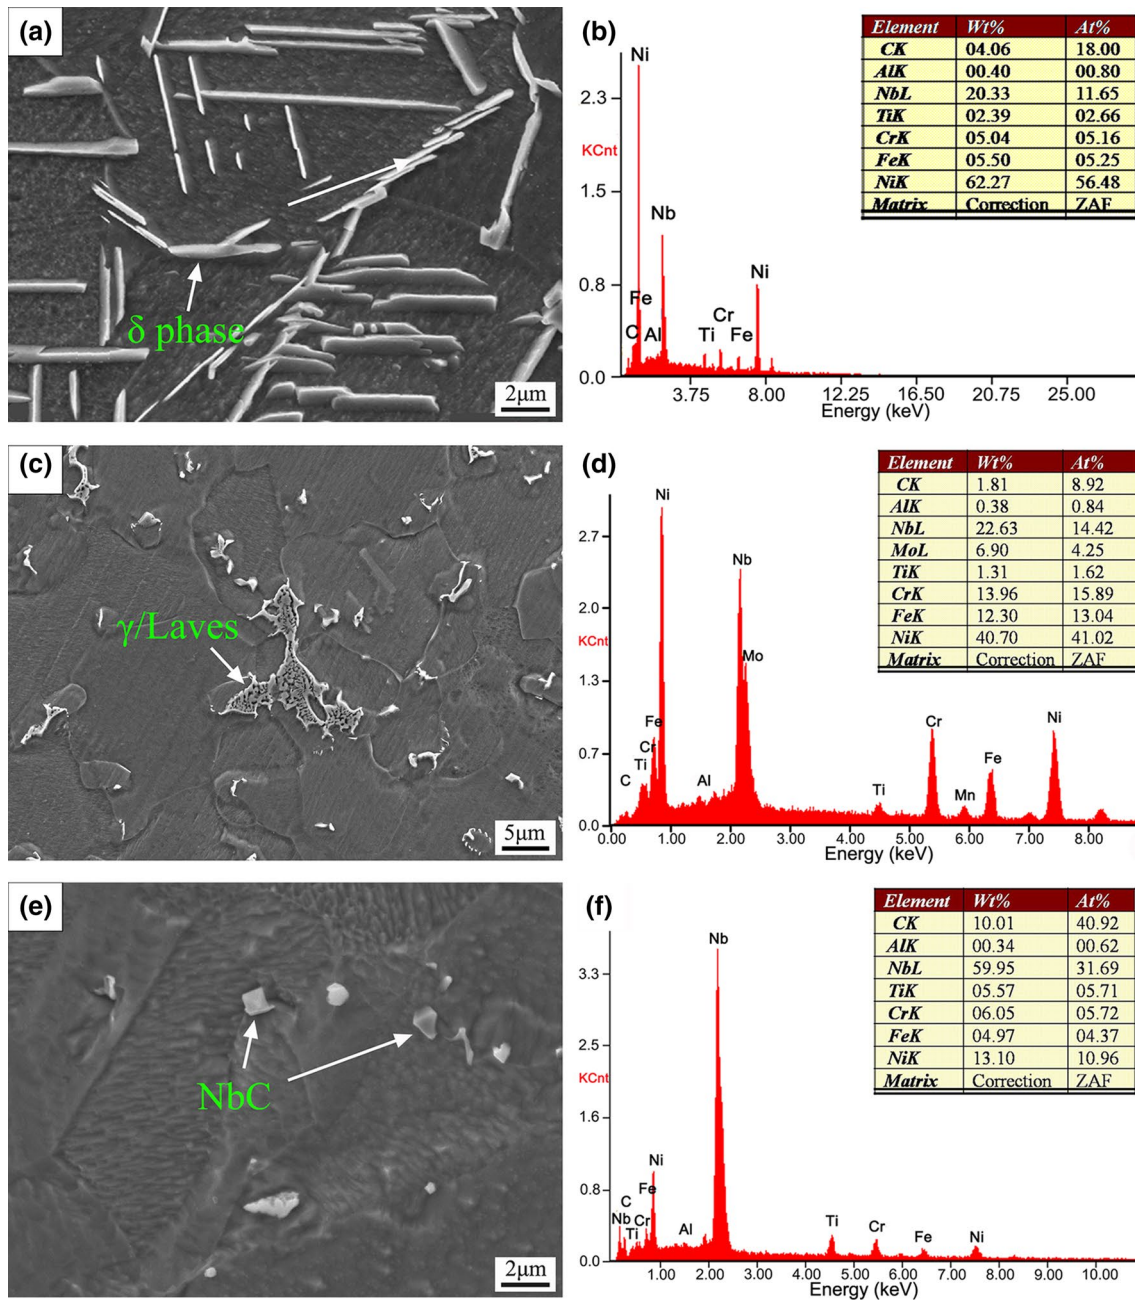 (a)
δ phase
2μm
(b)
Element Wt% At%
CK 04.06 18.00
AlK 00.40 00.80
NbL 20.33 11.65
TiK 02.39 02.66
CrK 05.04 05.16
FeK 05.50 05.25
NiK 62.27 56.48
Matrix Correction ZAF
Ni
2.3
KCnt
1.5
Nb
0.8
Ni
Fe
C
Al
Ti
Cr
Fe
0.0
3.75 8.00 12.25 16.50 20.75 25.00
Energy (keV)
(c)
γ/Laves
5μm
(d)
Element Wt% At%
CK 1.81 8.92
AlK 0.38 0.84
NbL 22.63 14.42
MoL 6.90 4.25
TiK 1.31 1.62
CrK 13.96 15.89
FeK 12.30 13.04
NiK 40.70 41.02
Matrix Correction ZAF
Ni
2.7
Nb
2.0
KCnt
Mo
1.3
Fe
Cr
Ni
Cr
0.7
Ti
Fe
C
Al
Ti
Mn
0.0
0.00 1.00 2.00 3.00 4.00 5.00 6.00 7.00 8.00
Energy (keV)
(e)
NbC
2μm
(f)
Element Wt% At%
CK 10.01 40.92
AlK 00.34 00.62
NbL 59.95 31.69
TiK 05.57 05.71
CrK 06.05 05.72
FeK 04.97 04.37
NiK 13.10 10.96
Matrix Correction ZAF
Nb
3.3
2.5
KCnt
1.6
Ni
0.8
Fe
C
Nb
Cr
Ti
Al
Ti
Cr
Fe
Ni
0.0
1.00 2.00 3.00 4.00 5.00 6.00 7.00 8.00 9.00 10.00
Energy (keV)